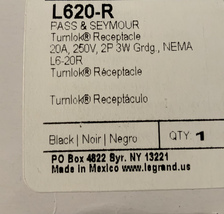 L620-R
PASS & SEYMOUR
Turnlok® Receptacle
20A, 250V, 2P 3W Grdg., NEMA
L6-20R
Turnlok® Réceptacle
Turnlok® Receptáculo
Black | Noir | Negro
QTY: 1
PO Box 4822 Syr. NY 13221
Made in Mexico www.legrand.us